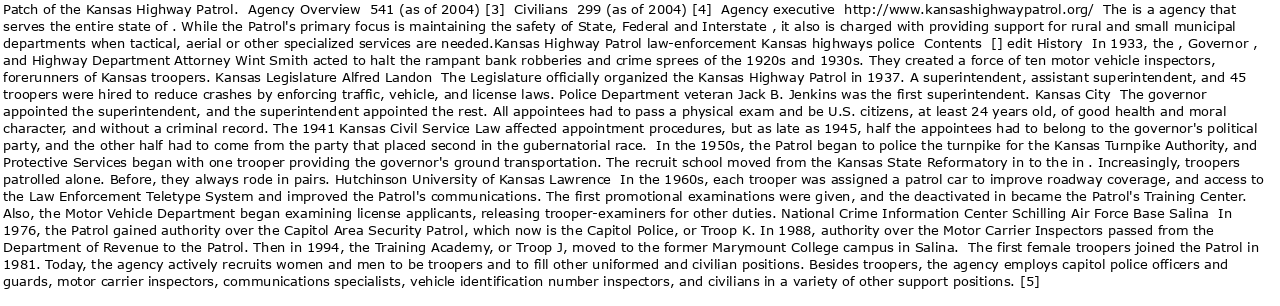 Patch of the Kansas Highway Patrol.  Agency Overview  541 (as of 2004) [3]  Civilians  299 (as of 2004) [4]  Agency executive  http://www.kansashighwaypatrol.org/  The is a agency that
serves the entire state of . While the Patrol's primary focus is maintaining the safety of State, Federal and Interstate , it also is charged with providing support for rural and small municipal
departments when tactical, aerial or other specialized services are needed.Kansas Highway Patrol law-enforcement Kansas highways police  Contents  [] edit History  In 1933, the , Governor ,
and Highway Department Attorney Wint Smith acted to halt the rampant bank robberies and crime sprees of the 1920s and 1930s. They created a force of ten motor vehicle inspectors,
forerunners of Kansas troopers. Kansas Legislature Alfred Landon  The Legislature officially organized the Kansas Highway Patrol in 1937. A superintendent, assistant superintendent, and 45
troopers were hired to reduce crashes by enforcing traffic, vehicle, and license laws. Police Department veteran Jack B. Jenkins was the first superintendent. Kansas City  The governor
appointed the superintendent, and the superintendent appointed the rest. All appointees had to pass a physical exam and be U.S. citizens, at least 24 years old, of good health and moral
character, and without a criminal record. The 1941 Kansas Civil Service Law affected appointment procedures, but as late as 1945, half the appointees had to belong to the governor's political
party, and the other half had to come from the party that placed second in the gubernatorial race.  In the 1950s, the Patrol began to police the turnpike for the Kansas Turnpike Authority, and
Protective Services began with one trooper providing the governor's ground transportation. The recruit school moved from the Kansas State Reformatory in to the in . Increasingly, troopers
patrolled alone. Before, they always rode in pairs. Hutchinson University of Kansas Lawrence  In the 1960s, each trooper was assigned a patrol car to improve roadway coverage, and access to
the Law Enforcement Teletype System and improved the Patrol's communications. The first promotional examinations were given, and the deactivated in became the Patrol's Training Center.
Also, the Motor Vehicle Department began examining license applicants, releasing trooper-examiners for other duties. National Crime Information Center Schilling Air Force Base Salina  In
1976, the Patrol gained authority over the Capitol Area Security Patrol, which now is the Capitol Police, or Troop K. In 1988, authority over the Motor Carrier Inspectors passed from the
Department of Revenue to the Patrol. Then in 1994, the Training Academy, or Troop J, moved to the former Marymount College campus in Salina.  The first female troopers joined the Patrol in
1981. Today, the agency actively recruits women and men to be troopers and to fill other uniformed and civilian positions. Besides troopers, the agency employs capitol police officers and
guards, motor carrier inspectors, communications specialists, vehicle identification number inspectors, and civilians in a variety of other support positions. [5]